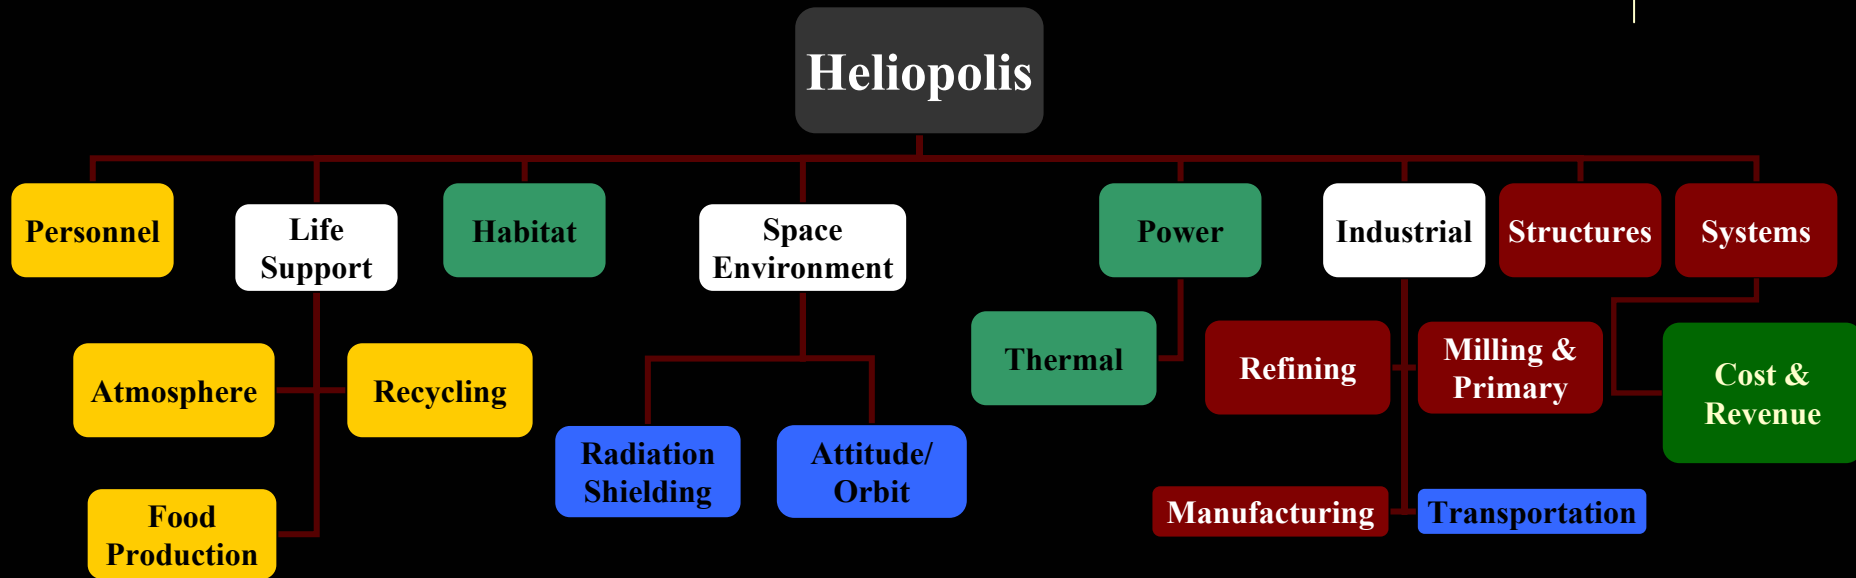 Heliopolis
Personnel
Life
Support
Habitat
Space
Environment
Power
Industrial
Structures
Systems
Atmosphere
Recycling
Food
Production
Radiation
Shielding
Attitude/
Orbit
Thermal
Refining
Milling &
Primary
Manufacturing
Transportation
Cost &
Revenue